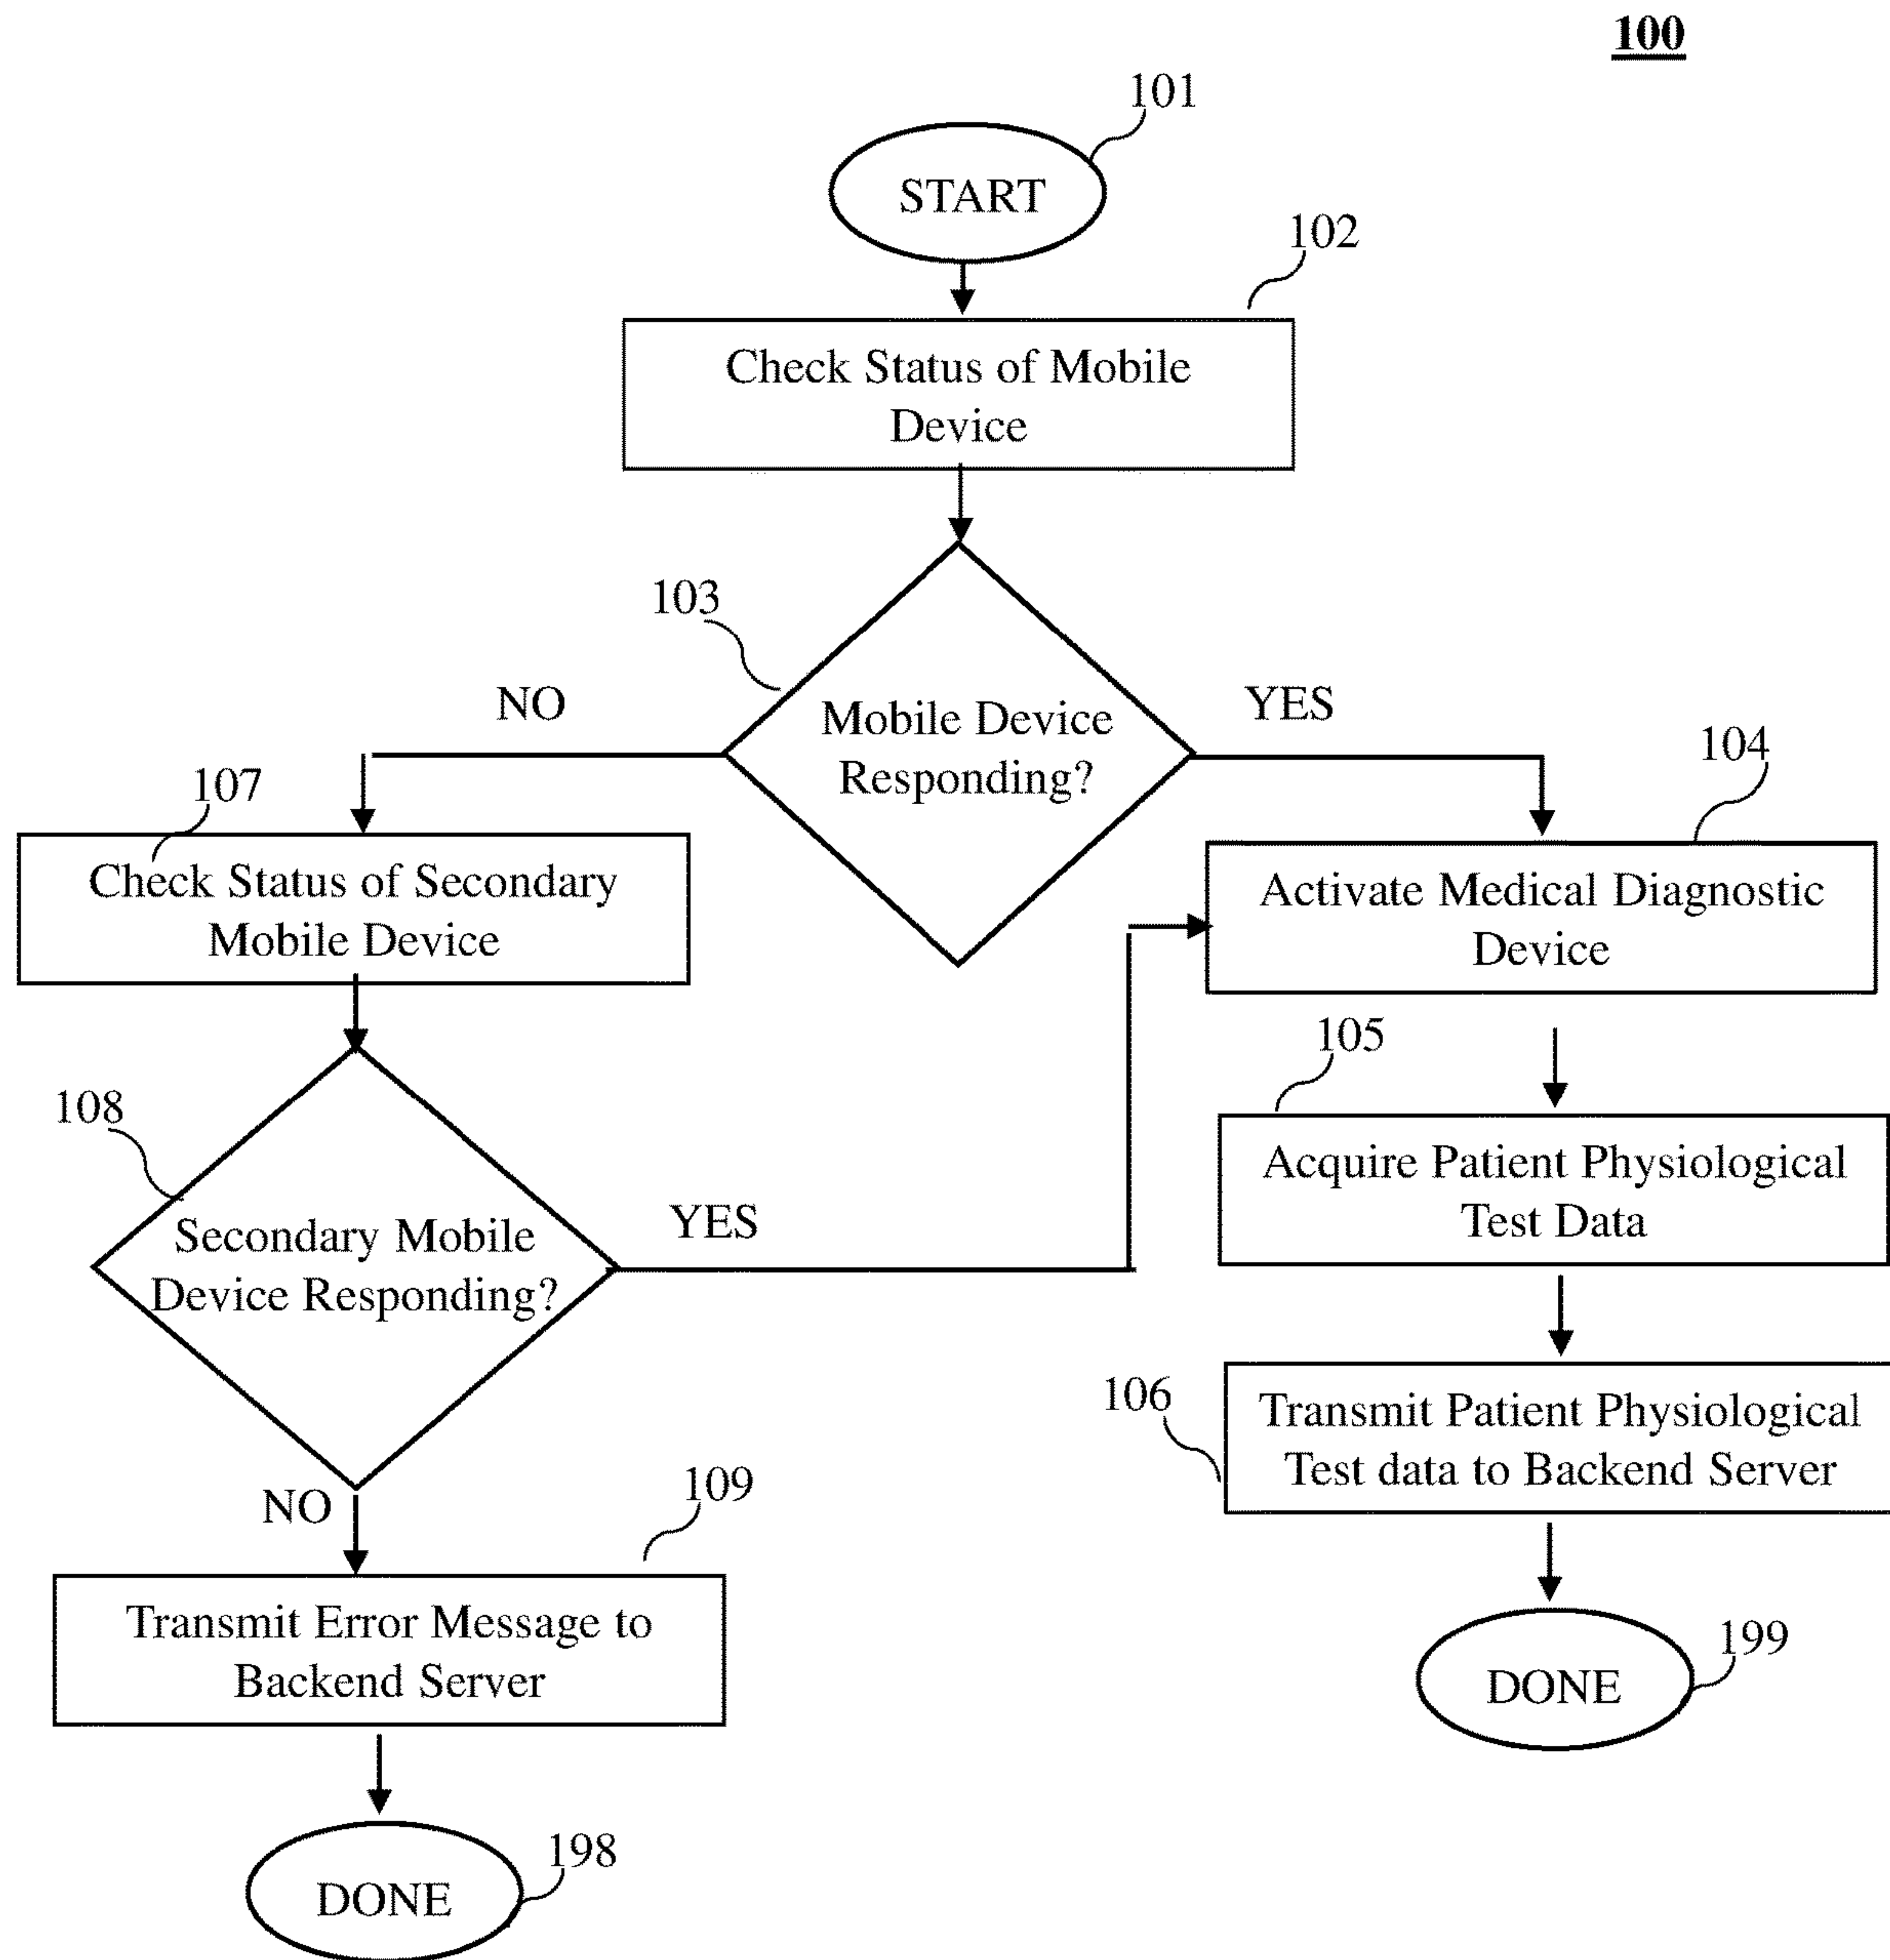 100
101
START
102
Check Status of Mobile
Device
103
NO
Mobile Device
Responding?
YES
104
107
Check Status of Secondary
Mobile Device
Activate Medical Diagnostic
Device
105
Acquire Patient Physiological
Test Data
108
Secondary Mobile
Device Responding?
YES
106
Transmit Patient Physiological
Test data to Backend Server
NO
109
Transmit Error Message to
Backend Server
199
DONE
198
DONE